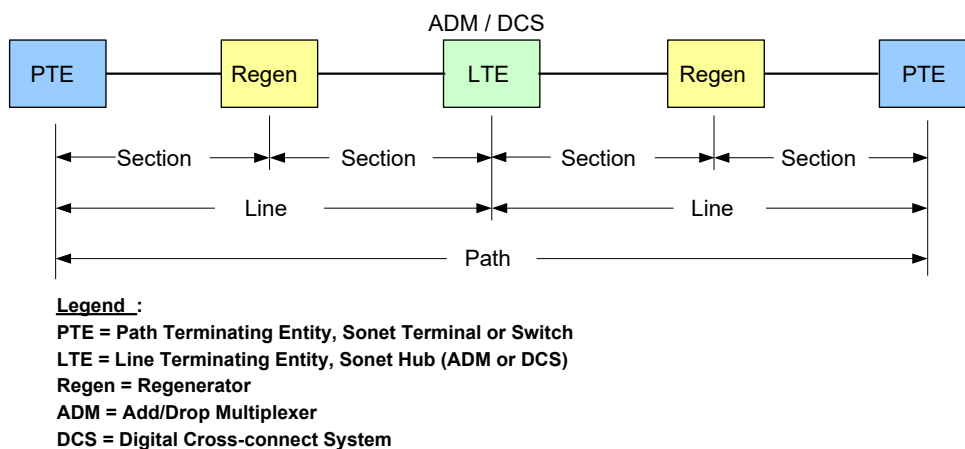 ADM / DCS
PTE Regen LTE Regen PTE
Section Section Section Section
Line Line
Path
Legend :
PTE = Path Terminating Entity, Sonet Terminal or Switch
LTE = Line Terminating Entity, Sonet Hub (ADM or DCS)
Regen = Regenerator
ADM = Add/Drop Multiplexer
DCS = Digital Cross-connect System